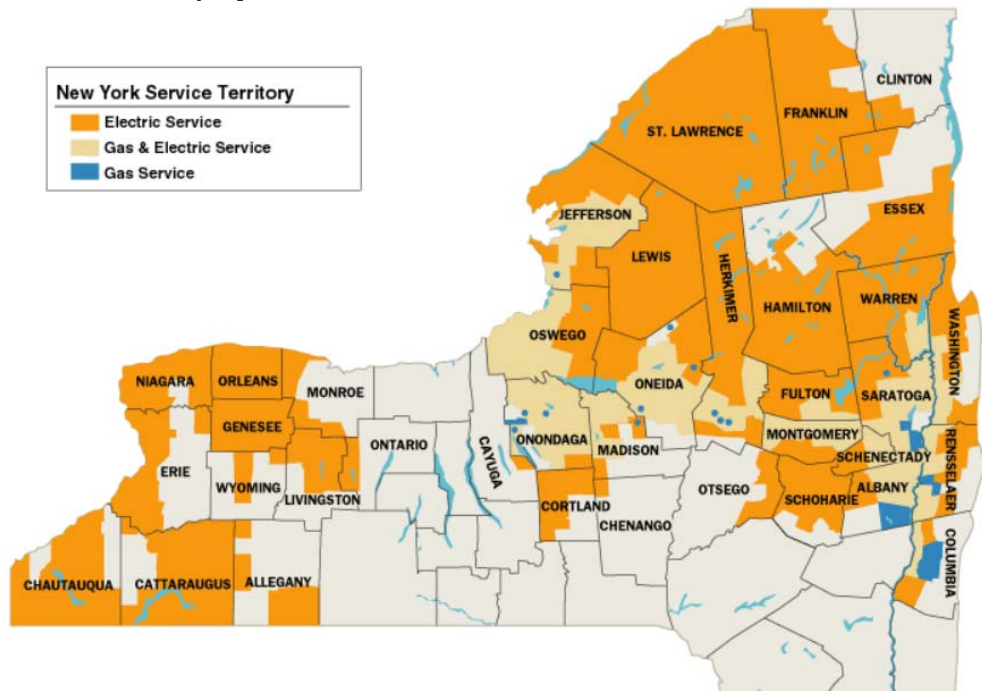 New York Service Territory
Electric Service
Gas & Electric Service
Gas Service
CLINTON
FRANKLIN
ST. LAWRENCE
ESSEX
JEFFERSON
LEWIS
HERKIMER
HAMILTON
WARREN
WASHINGTON
OSWEGO
ONEIDA
FULTON
SARATOGA
NIAGARA
ORLEANS
MONROE
GENESEE
ONTARIO
CAYUGA
ONONDAGA
MADISON
MONTGOMERY
SCHENECTADY
RENSSELAER
ERIE
WYOMING
LIVINGSTON
CORTLAND
CHENANGO
OTSEGO
SCHOHARIE
ALBANY
COLUMBIA
CHAUTAUQUA
CATTARAUGUS
ALLEGANY